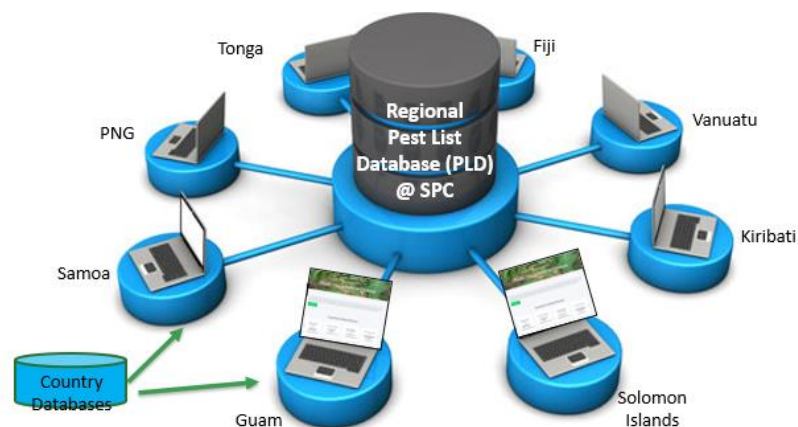 Tonga
Fiji
Regional
Pest List
Database (PLD)
@ SPC
PNG
Vanuatu
Samoa
Kiribati
Country
Databases
Guam
Solomon
Islands